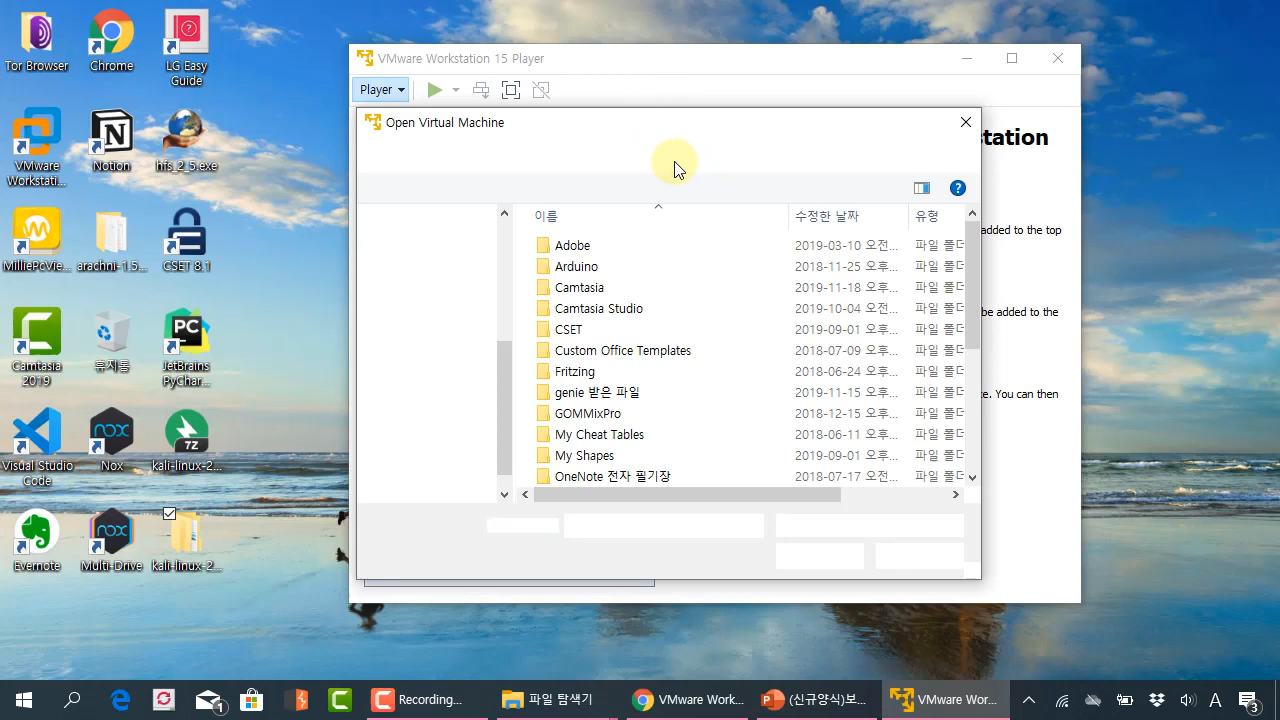 Tor Browser
Chrome
LG Easy
Guide
VMware
Workstati...
Notion
hfs_2_5.exe
MilliePcVie...
arachni-1.5...
CSET 8.1
Camtasia
2019
휴지통
JetBrains
PyChar...
Visual Studio
Code
Nox
kali-linux-2...
Evernote
Multi-Drive
kali-linux-2...
VMware Workstation 15 Player
Player
Open Virtual Machine
tation
added to the top
be added to the
e. You can then
이름
수정한 날짜
유형
Adobe 2019-03-10 오전... 파일 폴더
Arduino 2018-11-25 오후... 파일 폴더
Camtasia 2019-11-18 오후... 파일 폴더
Camtasia Studio 2019-10-04 오전... 파일 폴더
CSET 2019-09-01 오후... 파일 폴더
Custom Office Templates 2018-07-09 오후... 파일 폴더
Fritzing 2018-06-24 오후... 파일 폴더
genie 받은 파일 2019-11-15 오후... 파일 폴더
GOMMixPro 2018-12-15 오후... 파일 폴더
My Cheat Tables 2018-06-11 오후... 파일 폴더
My Shapes 2019-09-01 오후... 파일 폴더
OneNote 전자 필기장 2018-07-17 오전... 파일 폴더
1
Recording...
파일 탐색기
VMware Work...
(신규양식)보...
VMware Wor...
A
3